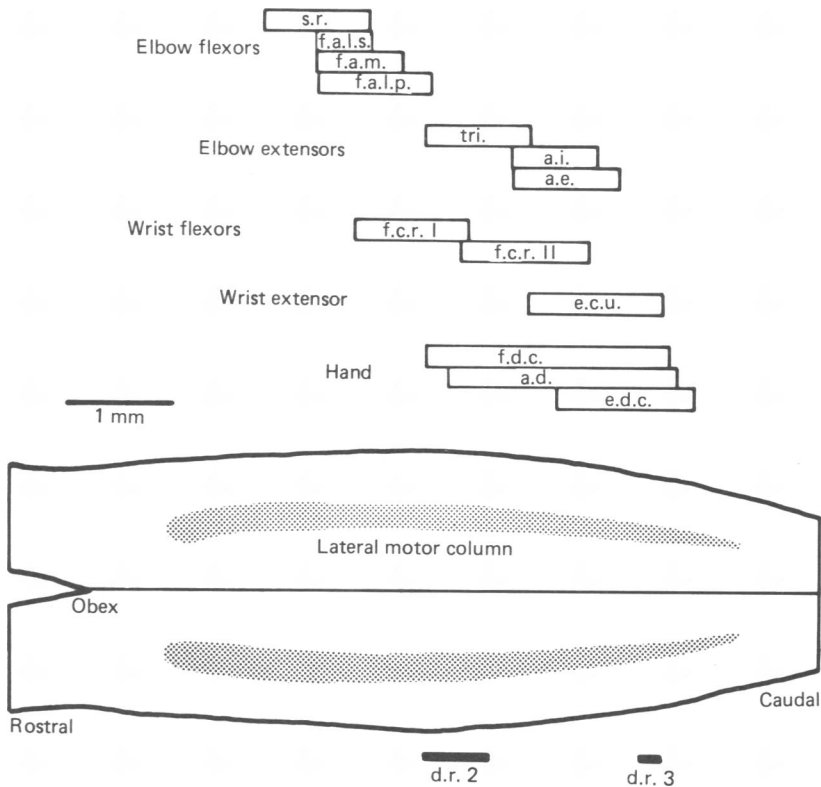 s.r.
Elbow flexors
f.a.l.s.
f.a.m.
f.a.l.p.
Elbow extensors
tri.
a.i.
a.e.
Wrist flexors
f.c.r. I
f.c.r. II
Wrist extensor
e.c.u.
Hand
f.d.c.
a.d.
e.d.c.
1 mm
Lateral motor column
Obex
Rostral
Caudal
d.r. 2
d.r. 3